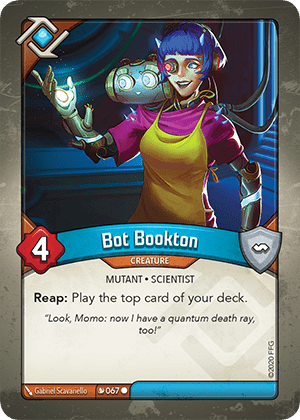 Bot Bookton
CREATURE
4
MUTANT • SCIENTIST
Reap: Play the top card of your deck.
“Look, Momo: now I have a quantum death ray,
too!”
Gabriel Scavariello
067
©2020 FFG